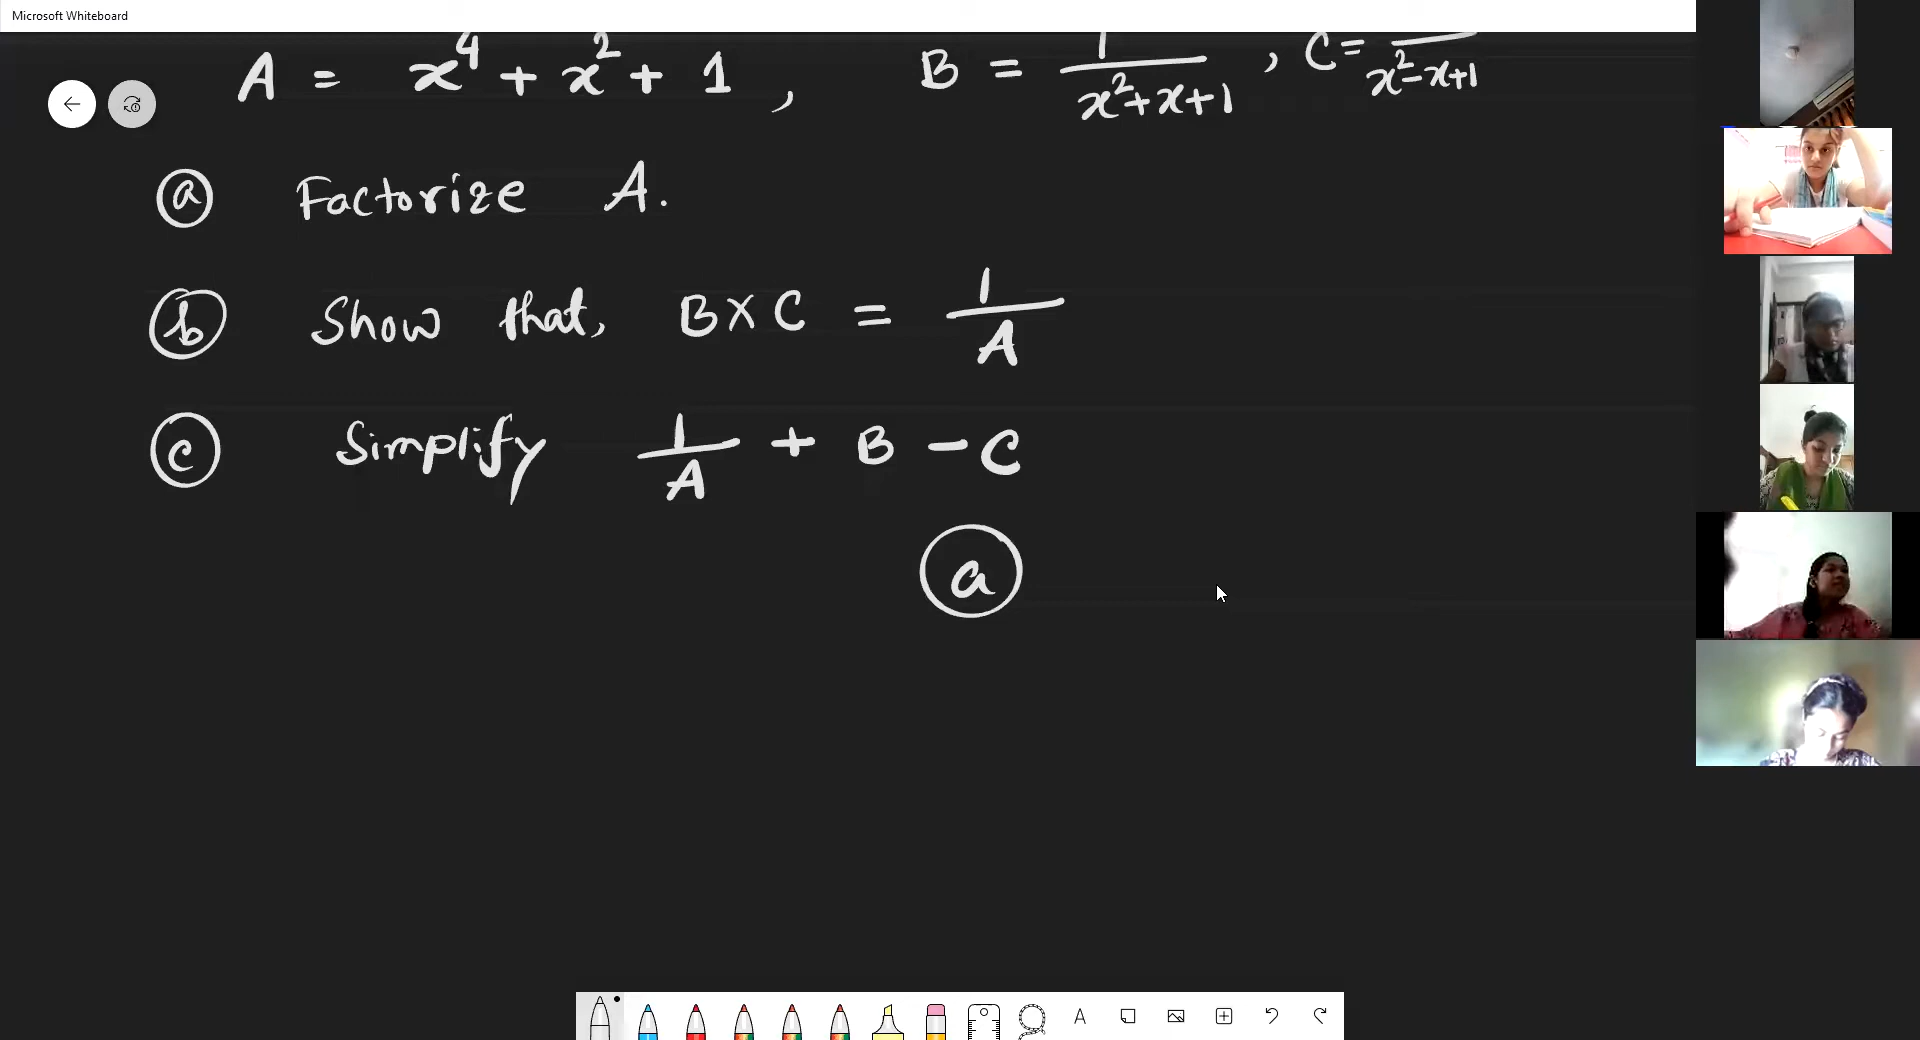 Microsoft Whiteboard
A = x⁴ + x² + 1 , B = 1/(x²+x+1) , C = /(x²-x+1)
ⓐ Factorize A.
ⓑ Show that, B × C = 1/A
ⓒ Simplify 1/A + B - C
ⓐ
A